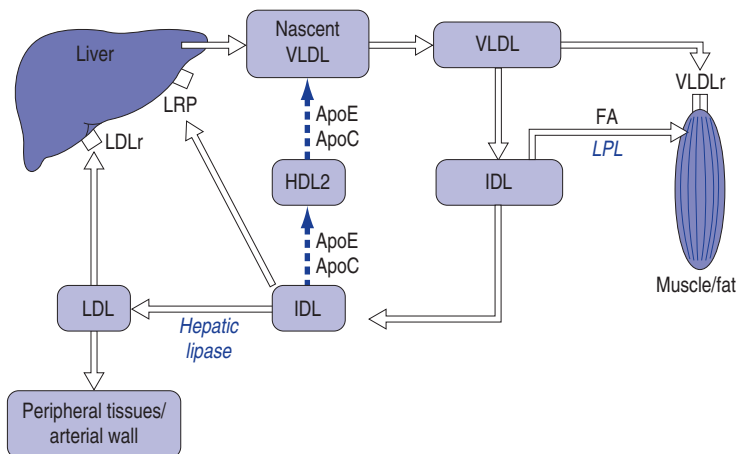 Liver
Nascent
VLDL
VLDL
VLDLr
LRP
LDLr
ApoE
ApoC
FA
LPL
HDL2
IDL
ApoE
ApoC
Muscle/fat
LDL
Hepatic
lipase
IDL
Peripheral tissues/
arterial wall